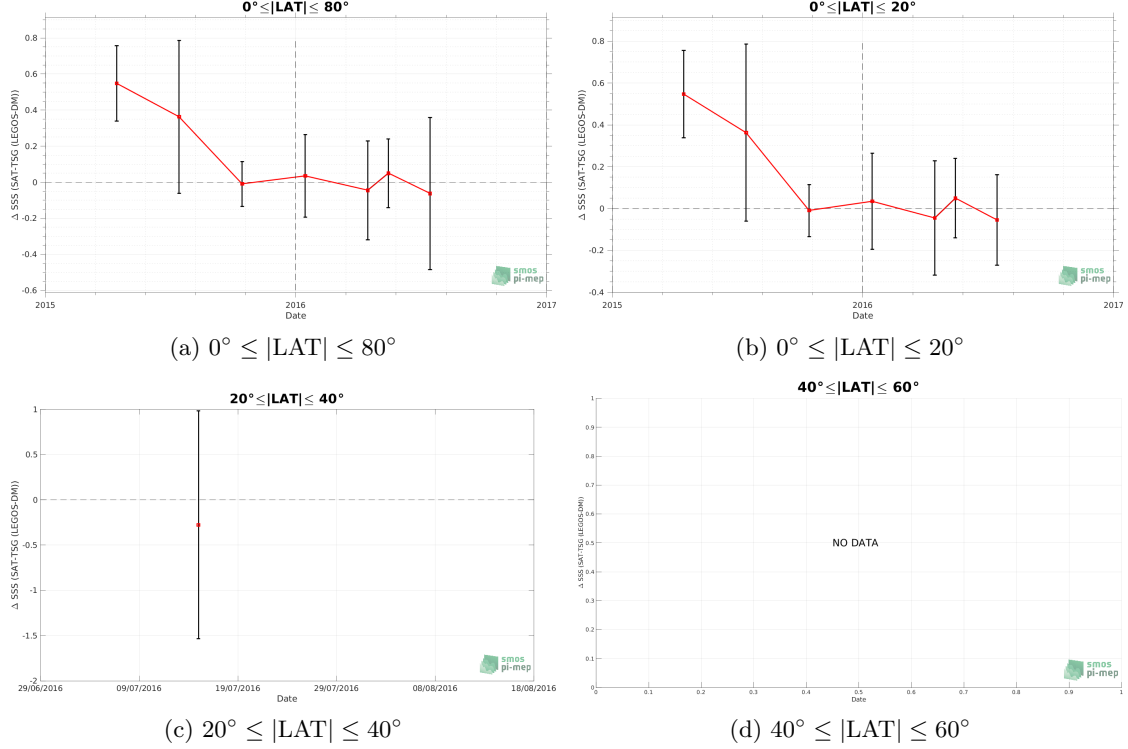 0°≤|LAT|≤ 80°
Δ SSS (SAT-TSG (LEGOS-DM))
0.8
0.6
0.4
0.2
0
-0.2
-0.4
-0.6
2015
2016
2017
Date
smos
pi-mep
(a) 0° ≤ |LAT| ≤ 80°
0°≤|LAT|≤ 20°
Δ SSS (SAT-TSG (LEGOS-DM))
0.8
0.6
0.4
0.2
0
-0.2
-0.4
2015
2016
2017
Date
smos
pi-mep
(b) 0° ≤ |LAT| ≤ 20°
20°≤|LAT|≤ 40°
Δ SSS (SAT-TSG (LEGOS-DM))
1
0.5
0
-0.5
-1
-1.5
-2
29/06/2016
09/07/2016
19/07/2016
29/07/2016
08/08/2016
18/08/2016
Date
smos
pi-mep
(c) 20° ≤ |LAT| ≤ 40°
40°≤|LAT|≤ 60°
Δ SSS (SAT-TSG (LEGOS-DM))
1
0.9
0.8
0.7
0.6
0.5
0.4
0.3
0.2
0.1
0
NO DATA
0
0.1
0.2
0.3
0.4
0.5
0.6
0.7
0.8
0.9
1
Date
smos
pi-mep
(d) 40° ≤ |LAT| ≤ 60°